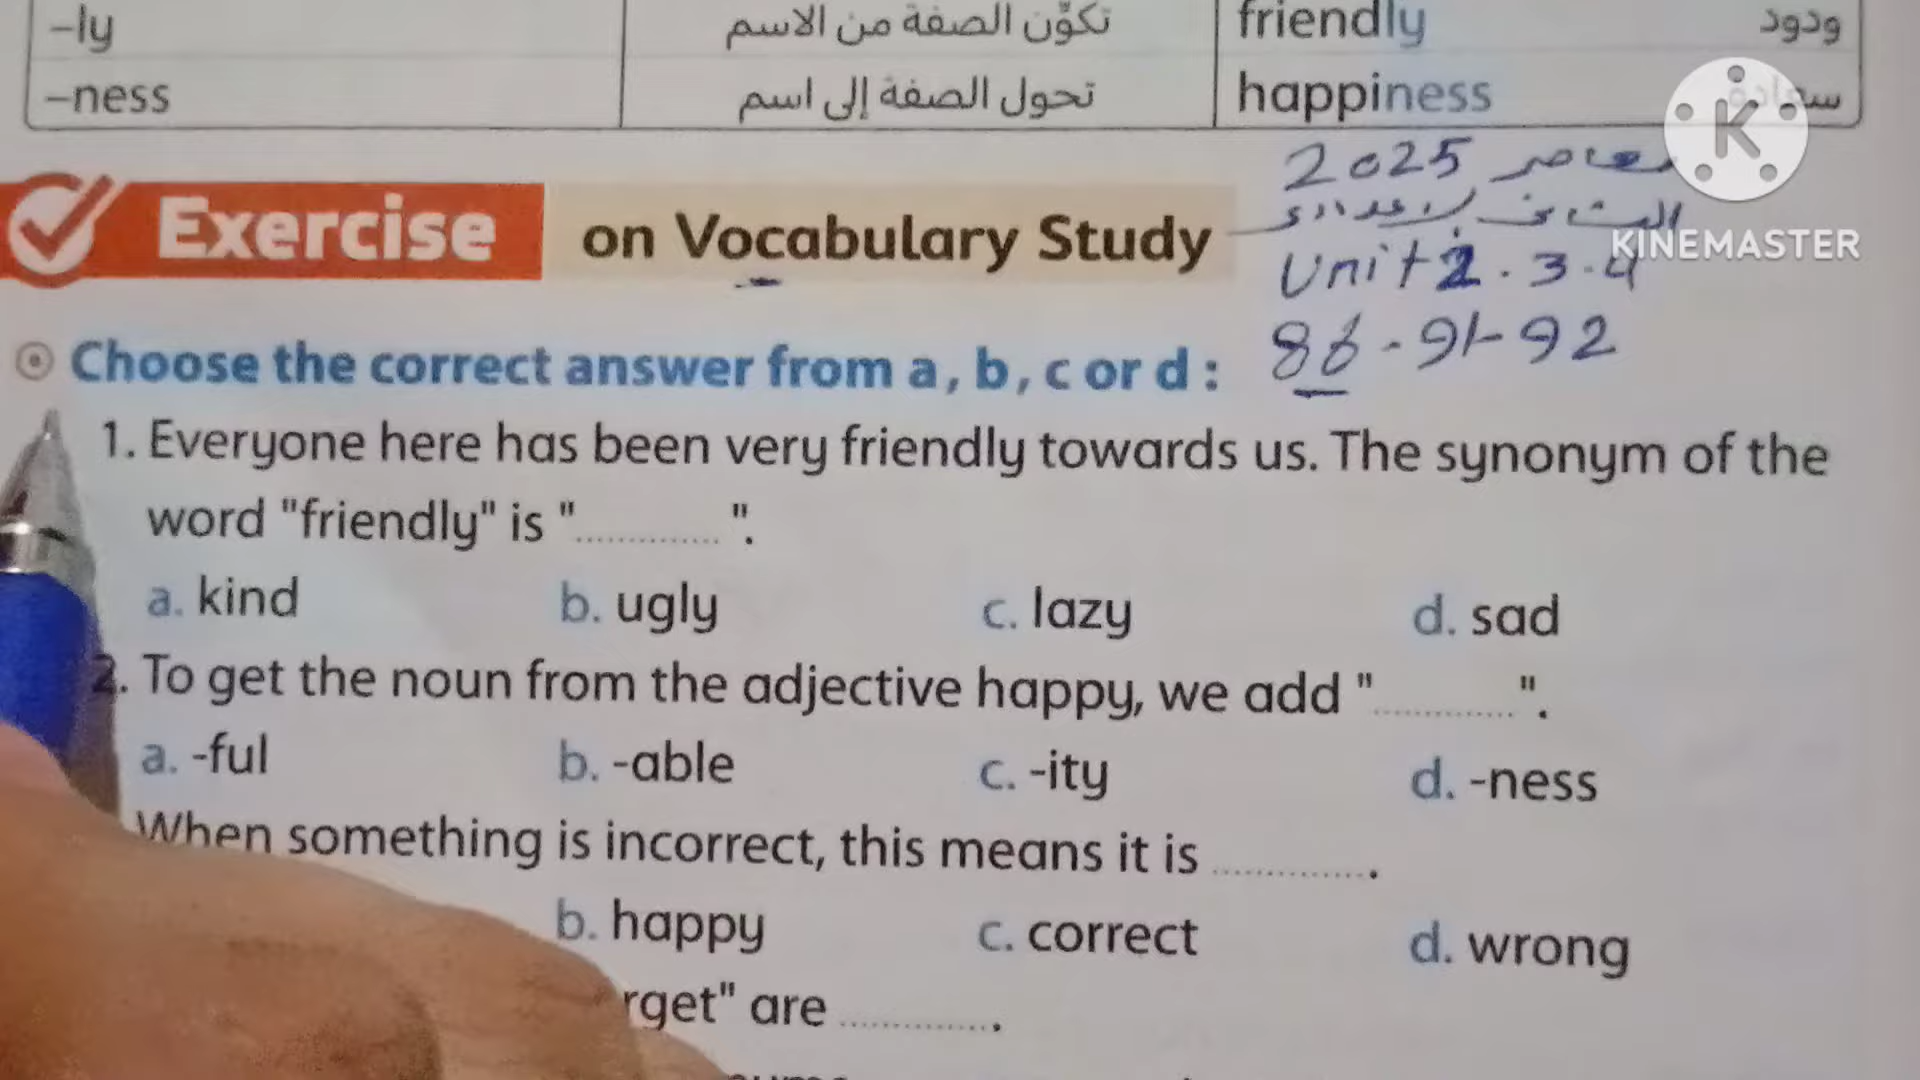 –ly تكوّن الصفة من الاسم friendly ودود
–ness تحول الصفة إلى اسم happiness
معاصر 2025
Exercise on Vocabulary Study
الثاني الإعدادي
Unit 2.3.4
KINEMASTER
Choose the correct answer from a, b, c or d :
86-91-92
1. Everyone here has been very friendly towards us. The synonym of the
word "friendly" is "............".
a. kind b. ugly c. lazy d. sad
2. To get the noun from the adjective happy, we add "............".
a. -ful b. -able c. -ity d. -ness
When something is incorrect, this means it is ............ .
b. happy c. correct d. wrong
rget" are ............ .